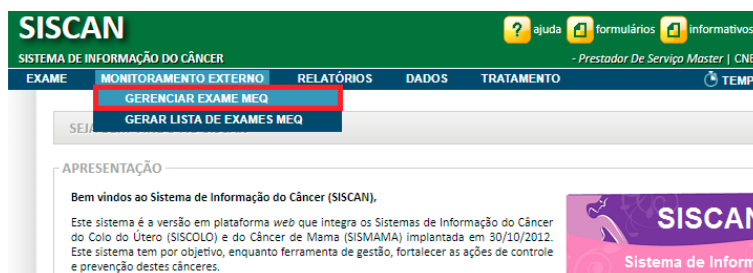 SISCAN
? ajuda formulários informativos
SISTEMA DE INFORMAÇÃO DO CÂNCER
- Prestador De Serviço Master | CNE
EXAME MONITORAMENTO EXTERNO RELATÓRIOS DADOS TRATAMENTO TEMP
GERENCIAR EXAME MEQ
GERAR LISTA DE EXAMES MEQ
SEJA
APRESENTAÇÃO
Bem vindos ao Sistema de Informação do Câncer (SISCAN),
Este sistema é a versão em plataforma web que integra os Sistemas de Informação do Câncer
do Colo do Útero (SISCOLO) e do Câncer de Mama (SISMAMA) implantada em 30/10/2012.
Este sistema tem por objetivo, enquanto ferramenta de gestão, fortalecer as ações de controle
e prevenção destes cânceres.
SISCAN
Sistema de Inform